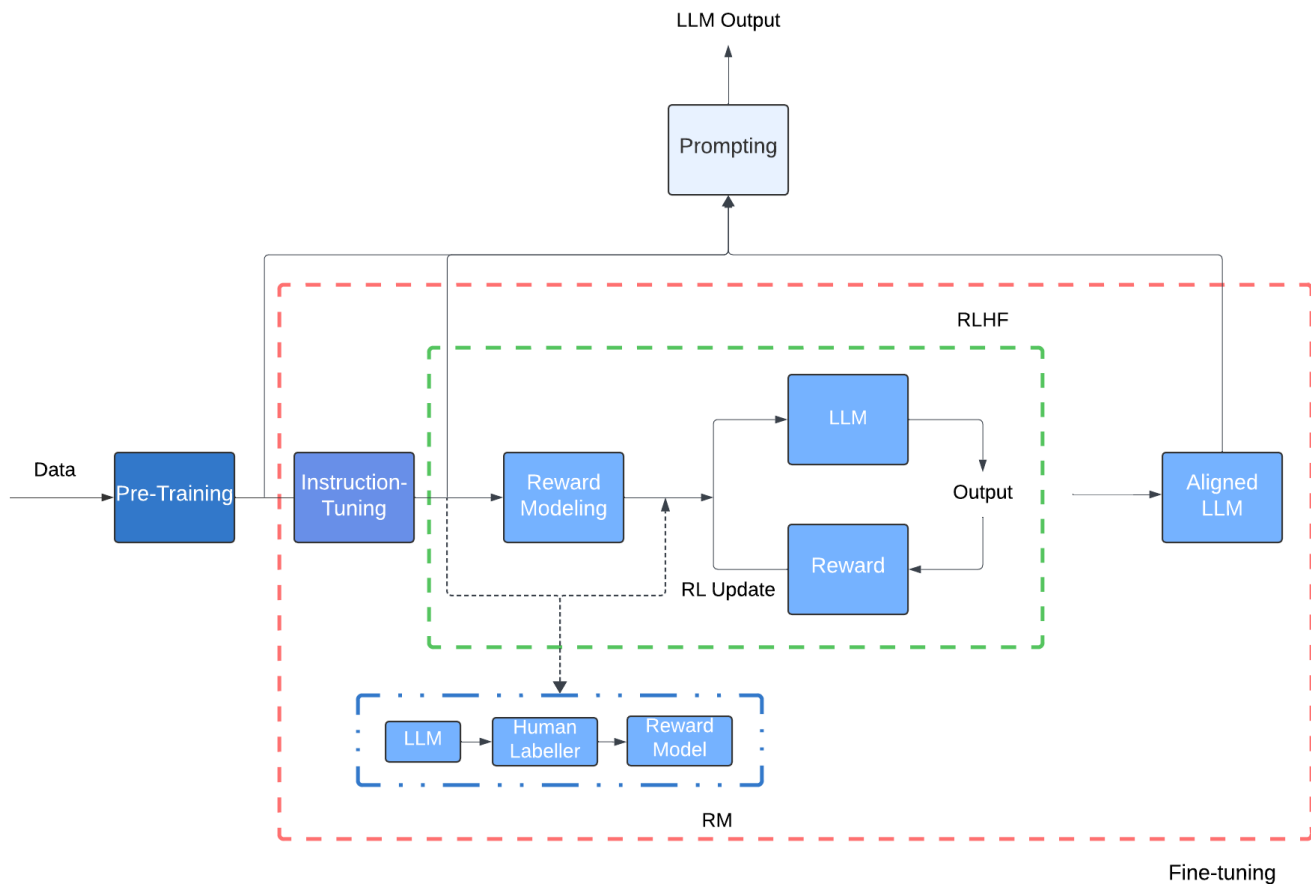 LLM Output
Prompting
RLHF
LLM
Data
Pre-Training
Instruction-
Tuning
Reward
Modeling
Output
Aligned
LLM
Reward
RL Update
LLM
Human
Labeller
Reward
Model
RM
Fine-tuning